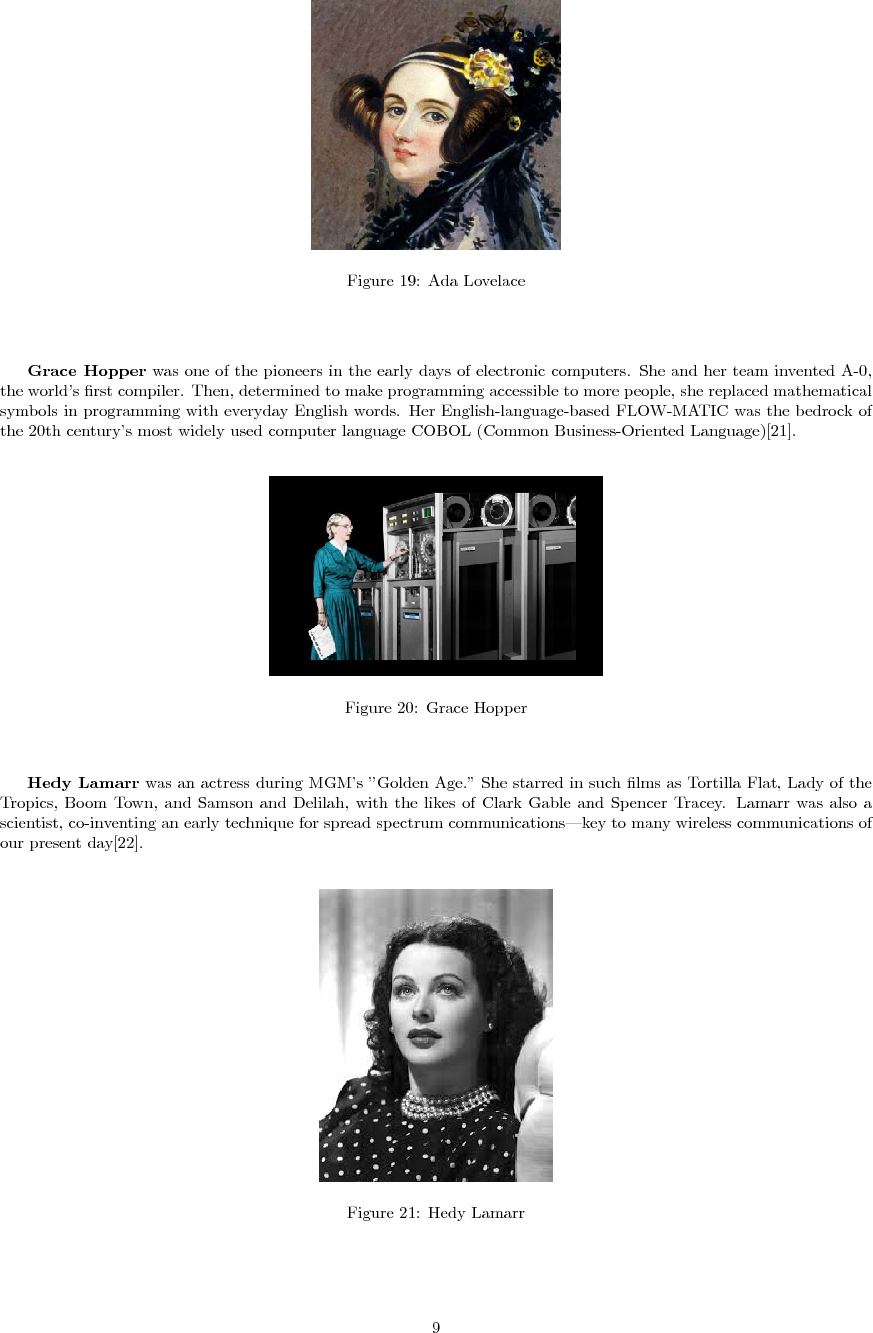 Figure 19: Ada Lovelace
Grace Hopper was one of the pioneers in the early days of electronic computers. She and her team invented A-0,
the world's first compiler. Then, determined to make programming accessible to more people, she replaced mathematical
symbols in programming with everyday English words. Her English-language-based FLOW-MATIC was the bedrock of
the 20th century's most widely used computer language COBOL (Common Business-Oriented Language)[21].
Figure 20: Grace Hopper
Hedy Lamarr was an actress during MGM's ”Golden Age.” She starred in such films as Tortilla Flat, Lady of the
Tropics, Boom Town, and Samson and Delilah, with the likes of Clark Gable and Spencer Tracey. Lamarr was also a
scientist, co-inventing an early technique for spread spectrum communications—key to many wireless communications of
our present day[22].
Figure 21: Hedy Lamarr
9